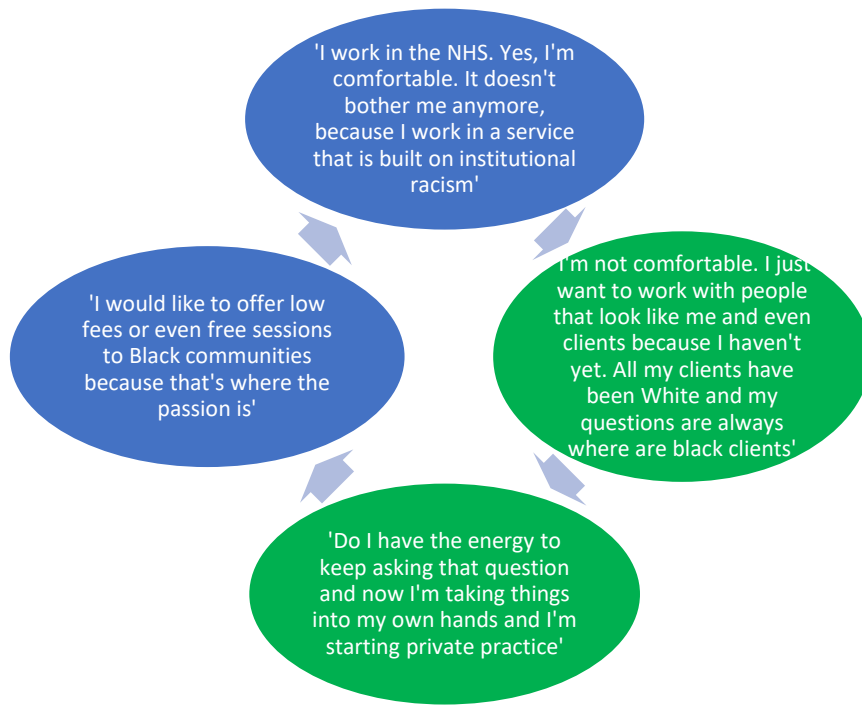 'I work in the NHS. Yes, I'm
comfortable. It doesn't
bother me anymore,
because I work in a service
that is built on institutional
racism'
I'm not comfortable. I just
want to work with people
that look like me and even
clients because I haven't
yet. All my clients have
been White and my
questions are always
where are black clients'
'Do I have the energy to
keep asking that question
and now I'm taking things
into my own hands and I'm
starting private practice'
'I would like to offer low
fees or even free sessions
to Black communities
because that's where the
passion is'